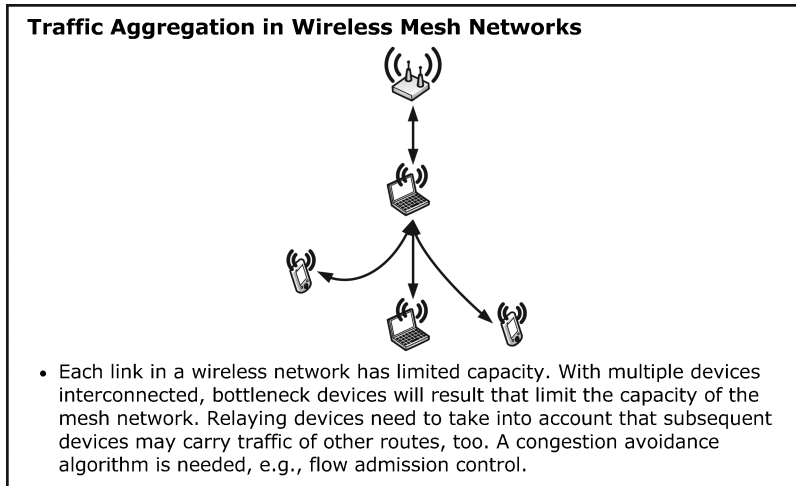 Traffic Aggregation in Wireless Mesh Networks
• Each link in a wireless network has limited capacity. With multiple devices
interconnected, bottleneck devices will result that limit the capacity of the
mesh network. Relaying devices need to take into account that subsequent
devices may carry traffic of other routes, too. A congestion avoidance
algorithm is needed, e.g., flow admission control.